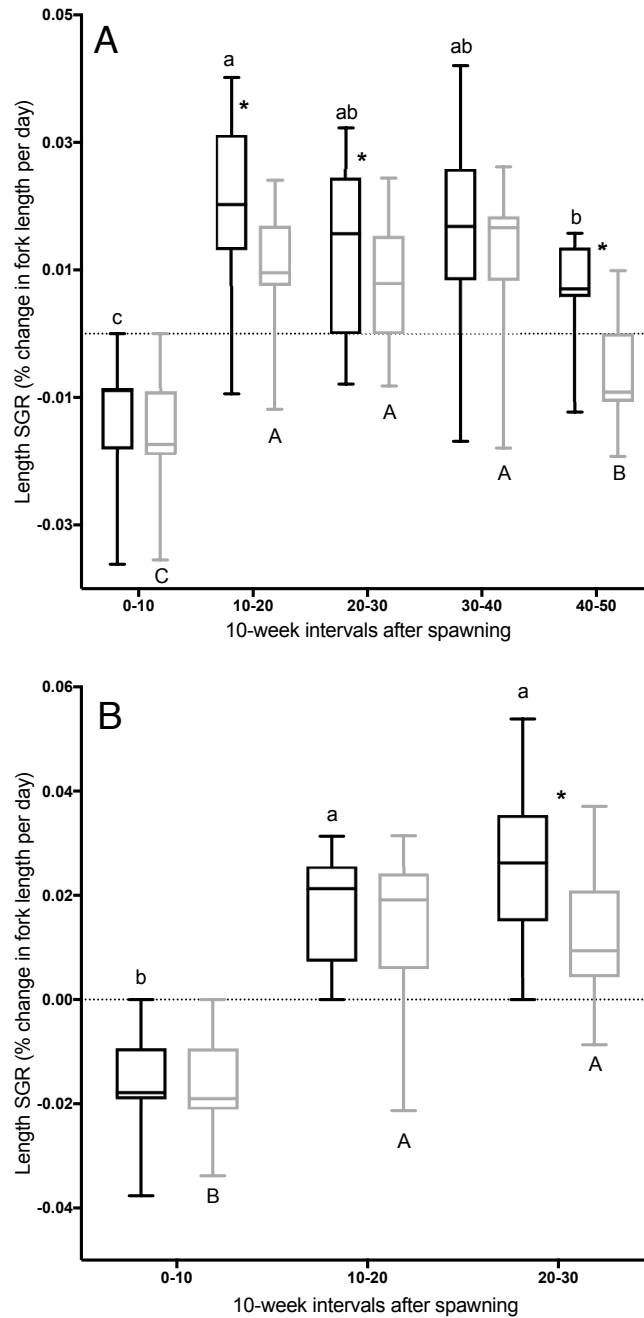 A
0.05
0.03
0.01
-0.01
-0.03
Length SGR (% change in fork length per day)
c
a
*
ab
*
ab
b
*
C
A
A
A
B
0-10
10-20
20-30
30-40
40-50
10-week intervals after spawning
B
0.06
0.04
0.02
0.00
-0.02
-0.04
Length SGR (% change in fork length per day)
b
a
a
*
B
A
A
0-10
10-20
20-30
10-week intervals after spawning